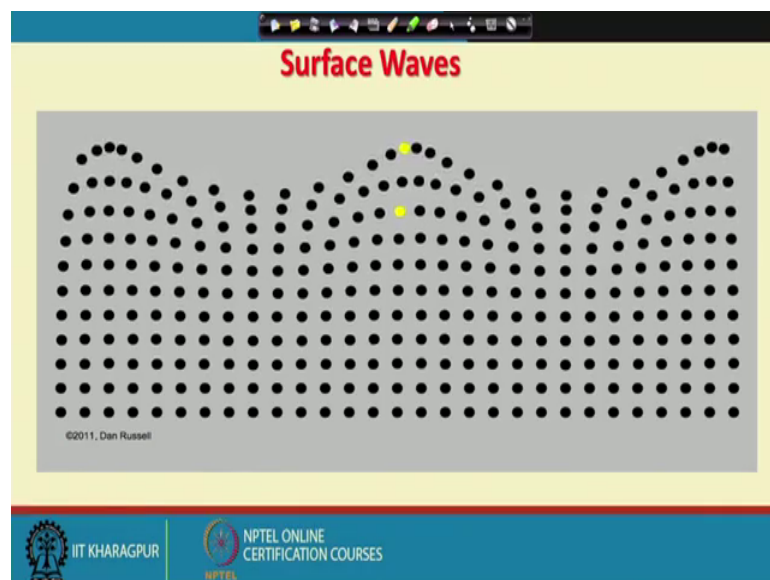 Surface Waves
©2011, Dan Russell
IIT KHARAGPUR
NPTEL ONLINE
CERTIFICATION COURSES
NPTEL